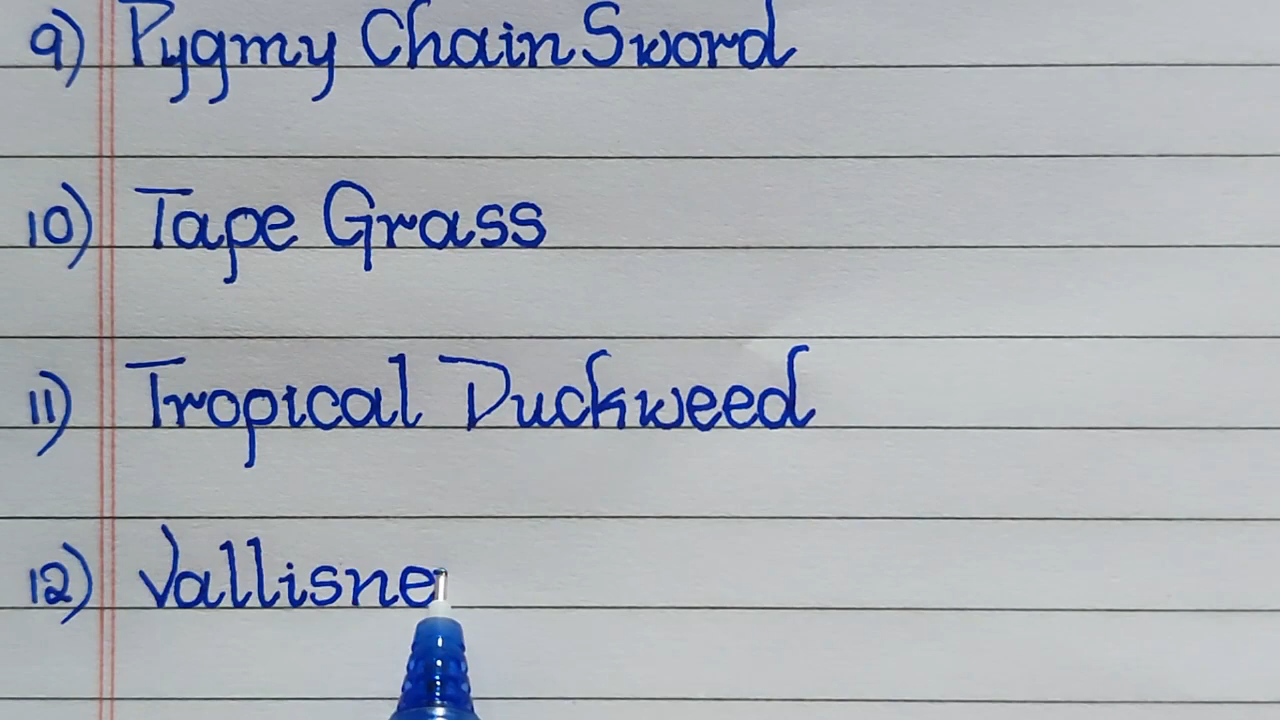 9) Pygmy Chain Sword
10) Tape Grass
11) Tropical Duckweed
12) Vallisne